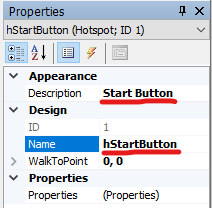 Properties
hStartButton (Hotspot; ID 1)
Appearance
Description Start Button
Design
ID 1
Name hStartButton
WalkToPoint 0, 0
Properties
Properties (Properties)